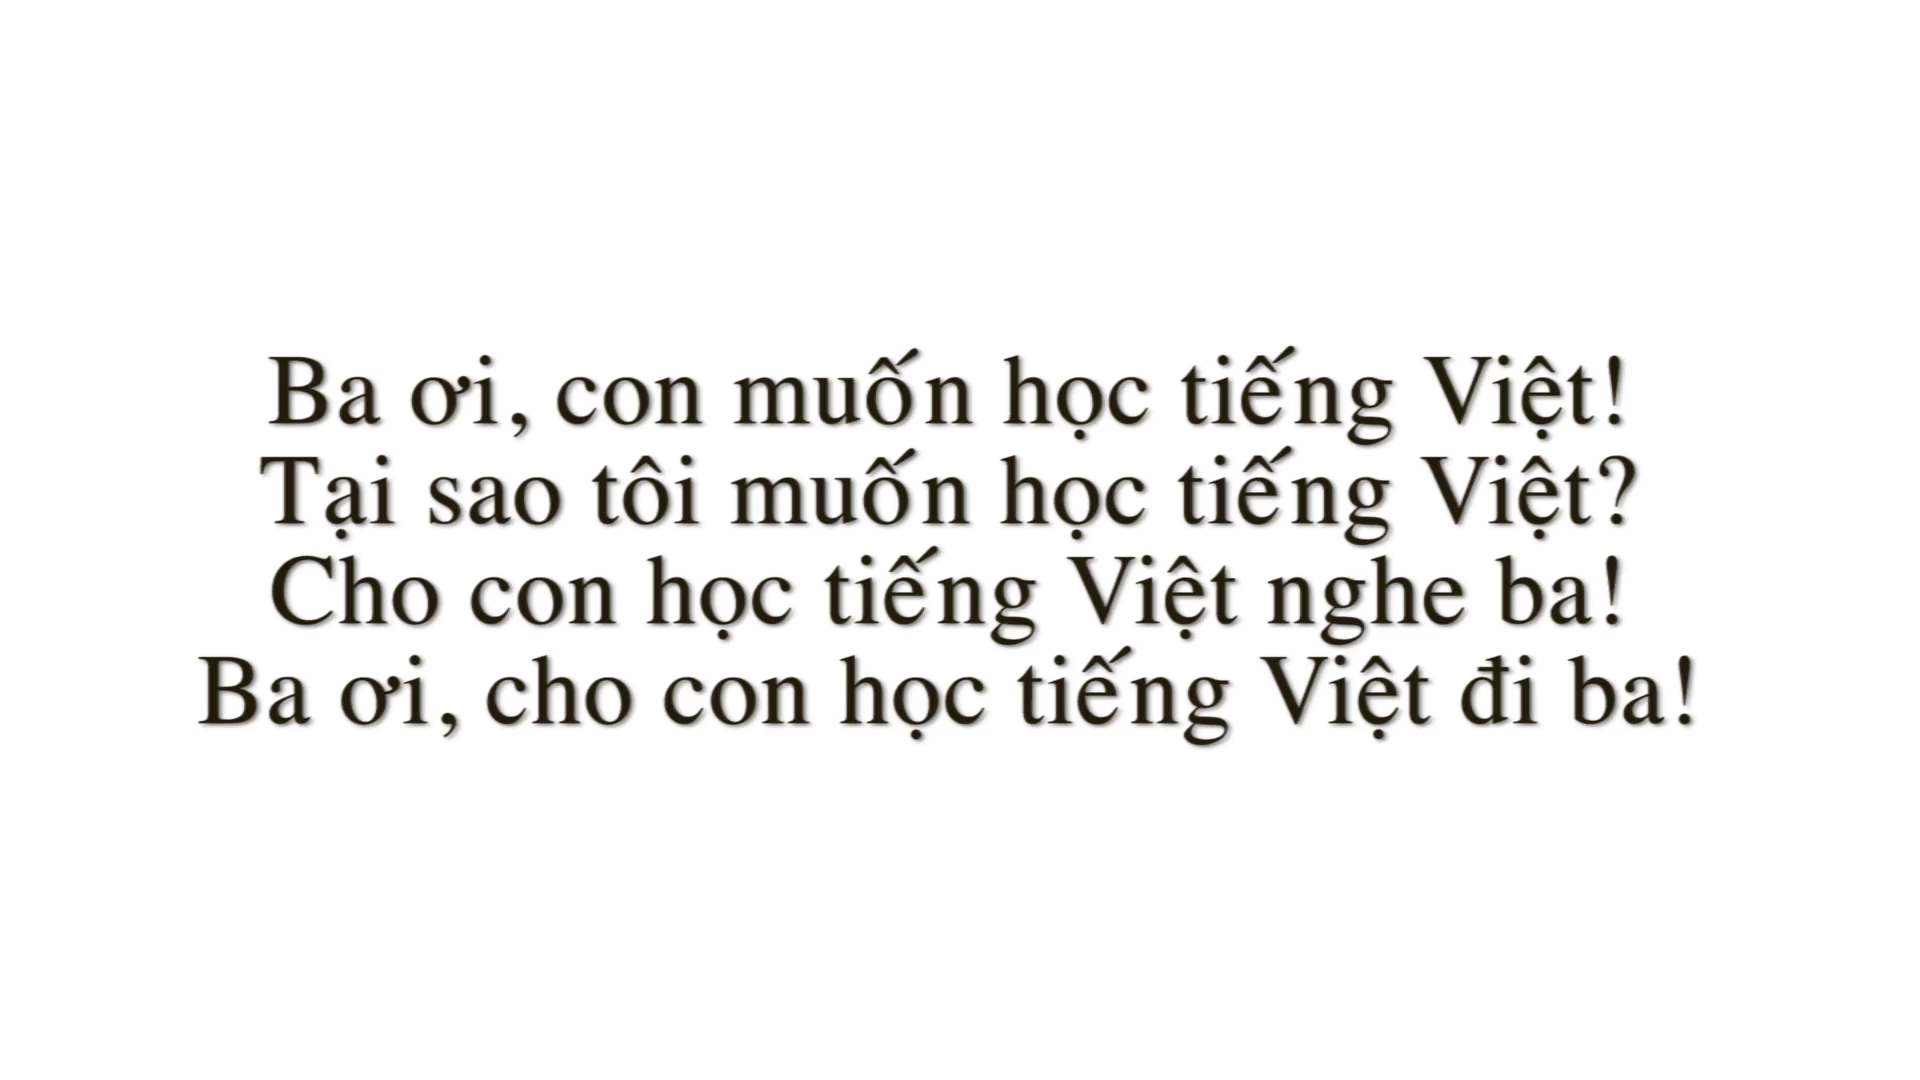 Ba ơi, con muốn học tiếng Việt!
Tại sao tôi muốn học tiếng Việt?
Cho con học tiếng Việt nghe ba!
Ba ơi, cho con học tiếng Việt đi ba!